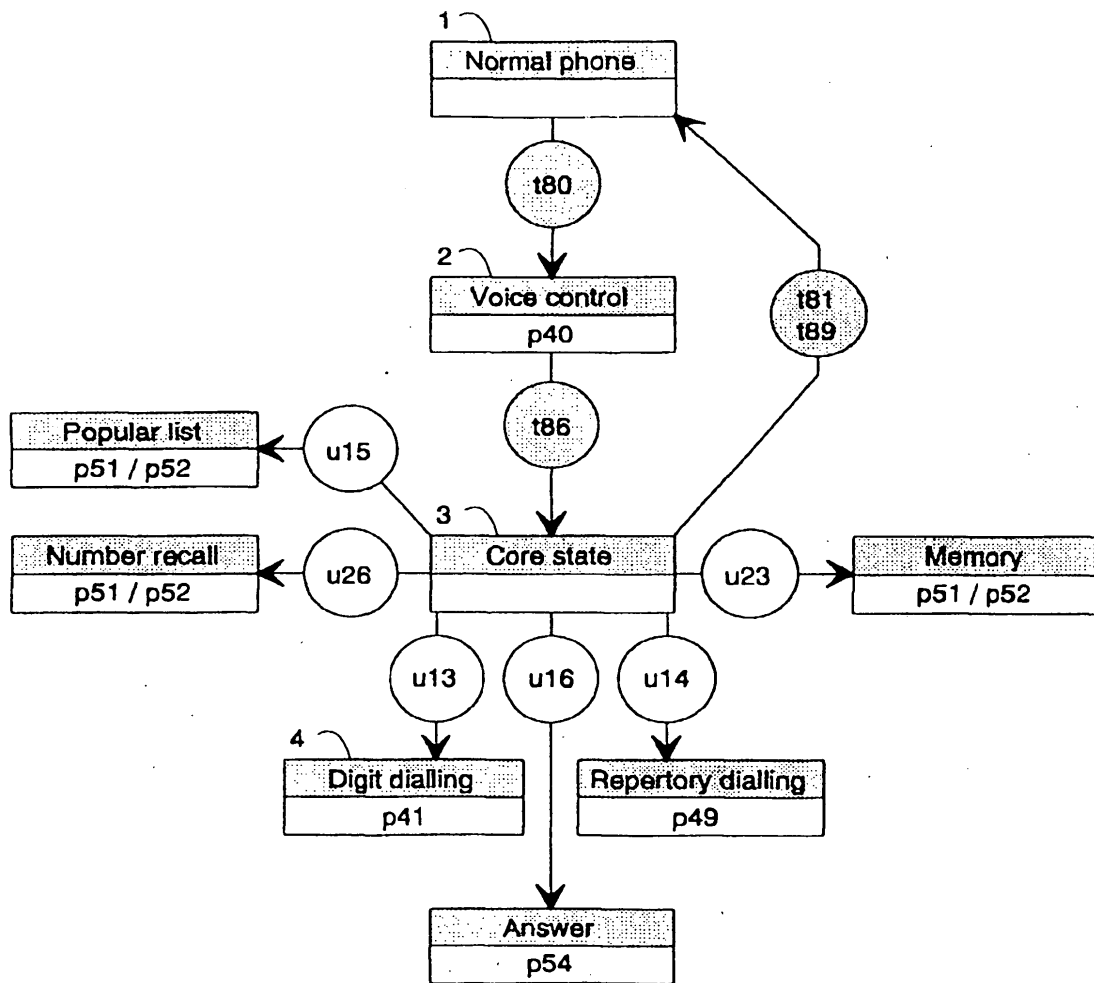 1
Normal phone
t80
2
Voice control
p40
t81
t89
t86
Popular list
p51 / p52
u15
3
Number recall
p51 / p52
u26
Core state
u23
Memory
p51 / p52
u13
u16
u14
4
Digit dialling
p41
Repertory dialling
p49
Answer
p54